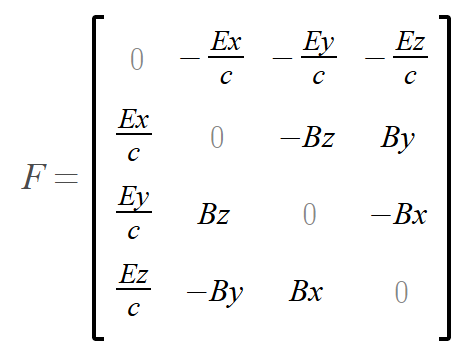 0 −Ex/c −Ey/c −Ez/c
Ex/c 0 −Bz By
F = Ey/c Bz 0 −Bx
Ez/c −By Bx 0